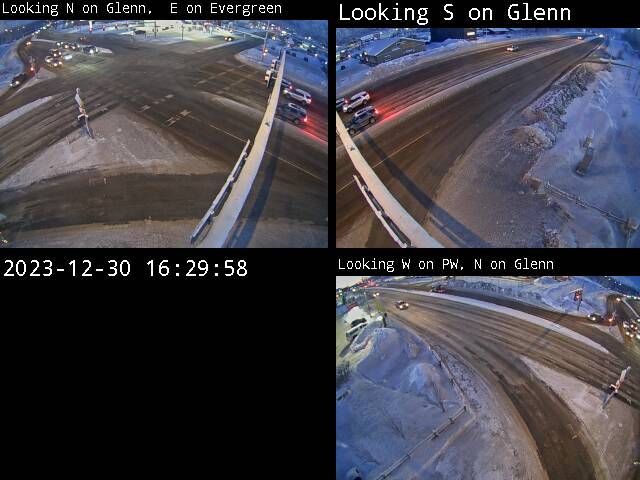 Looking N on Glenn,  E on Evergreen
Looking S on Glenn
2023-12-30 16:29:58
Looking W on PW, N on Glenn